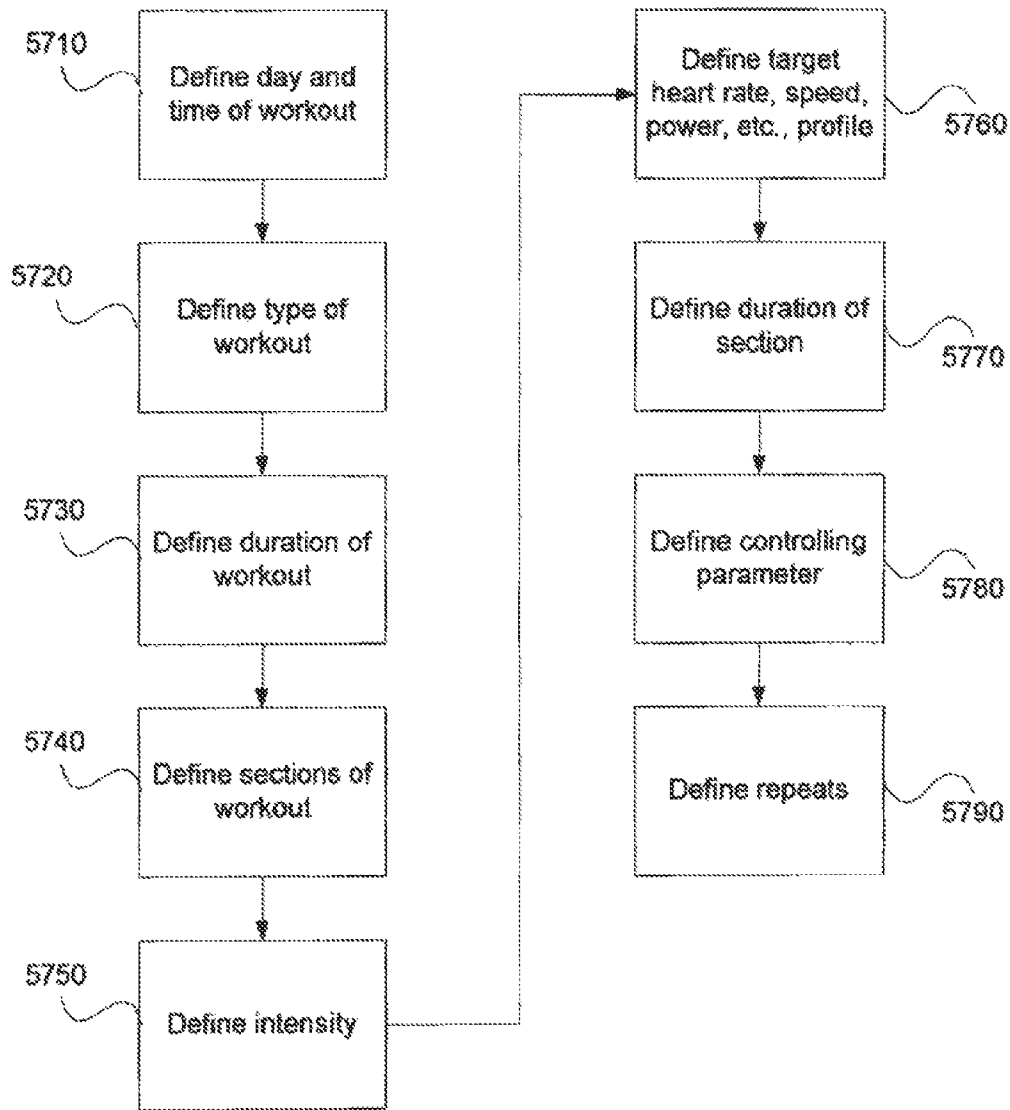 5710
Define day and
time of workout
5720
Define type of
workout
5730
Define duration of
workout
5740
Define sections of
workout
5750
Define intensity
Define target
heart rate, speed,
power, etc., profile
5760
Define duration of
section
5770
Define controlling
parameter
5780
Define repeats
5790